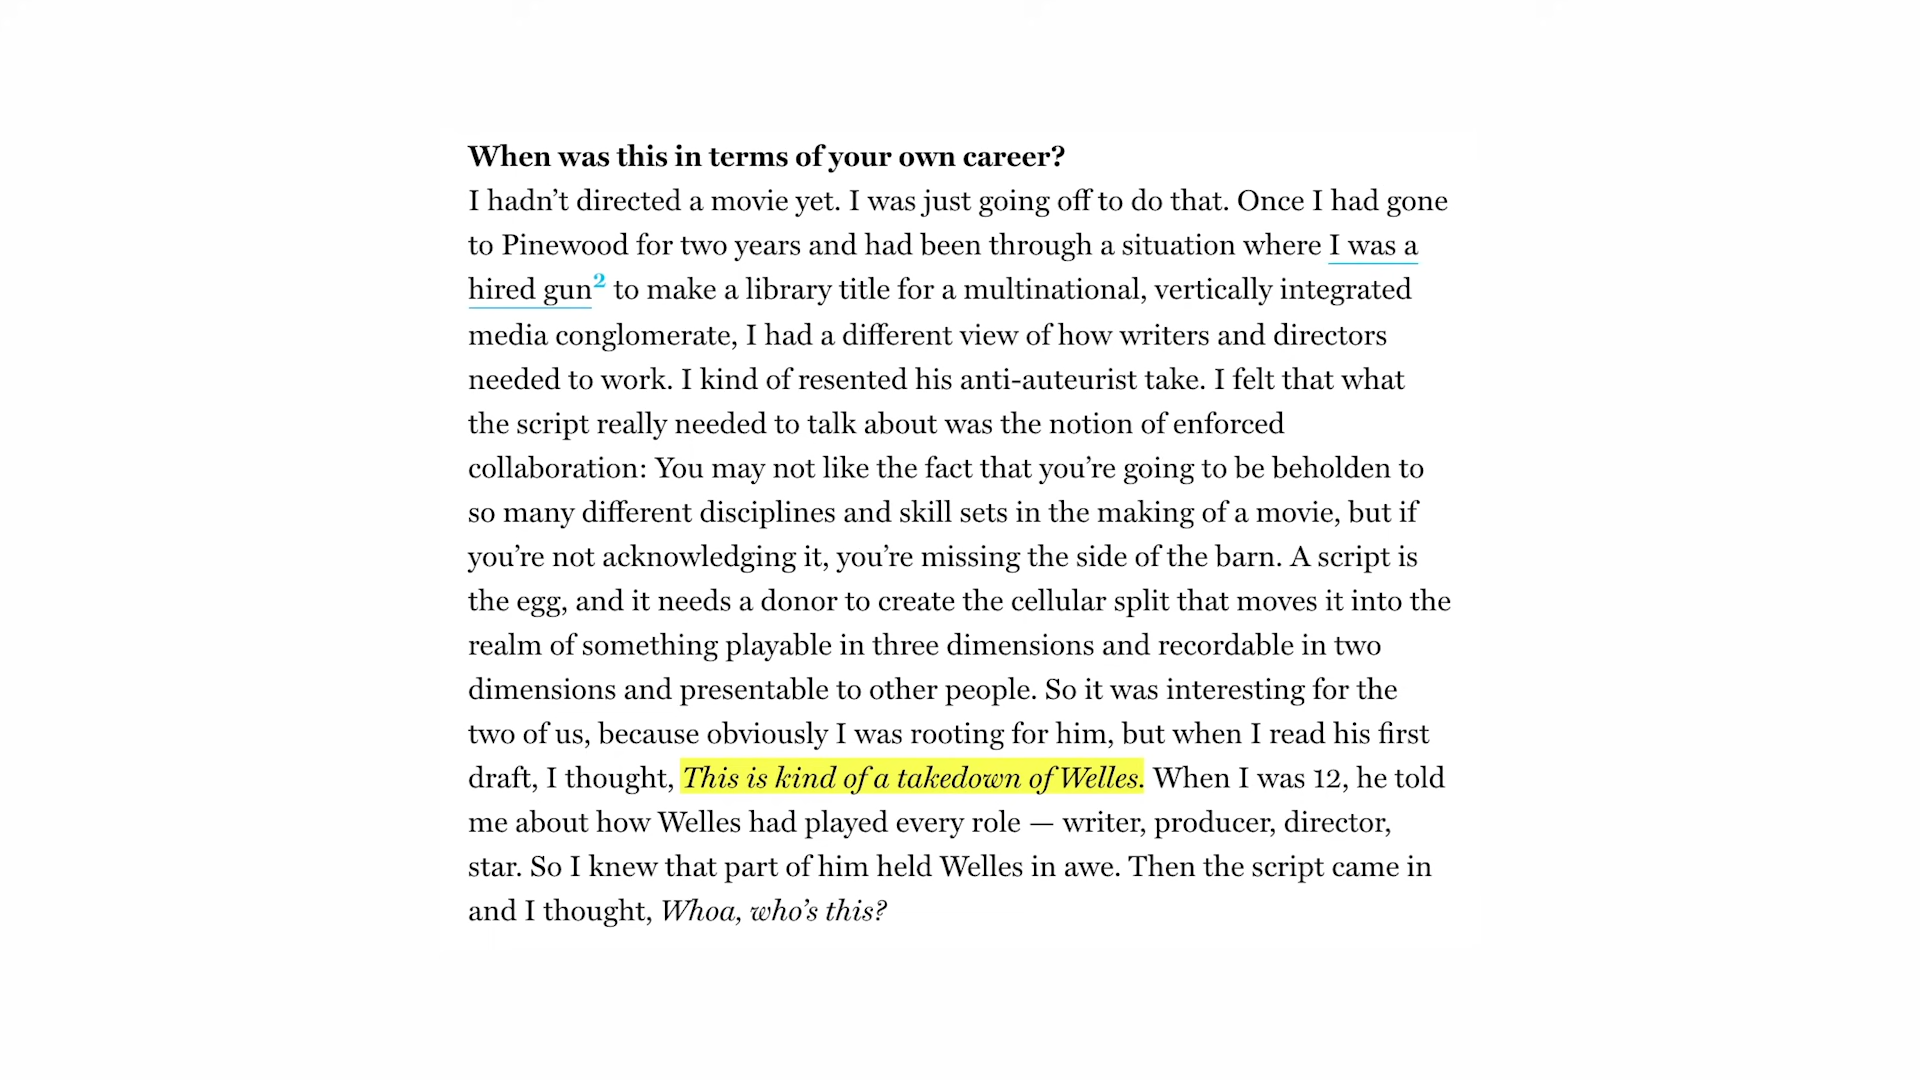 When was this in terms of your own career?
I hadn’t directed a movie yet. I was just going off to do that. Once I had gone
to Pinewood for two years and had been through a situation where I was a
hired gun2 to make a library title for a multinational, vertically integrated
media conglomerate, I had a different view of how writers and directors
needed to work. I kind of resented his anti-auteurist take. I felt that what
the script really needed to talk about was the notion of enforced
collaboration: You may not like the fact that you’re going to be beholden to
so many different disciplines and skill sets in the making of a movie, but if
you’re not acknowledging it, you’re missing the side of the barn. A script is
the egg, and it needs a donor to create the cellular split that moves it into the
realm of something playable in three dimensions and recordable in two
dimensions and presentable to other people. So it was interesting for the
two of us, because obviously I was rooting for him, but when I read his first
draft, I thought, This is kind of a takedown of Welles. When I was 12, he told
me about how Welles had played every role — writer, producer, director,
star. So I knew that part of him held Welles in awe. Then the script came in
and I thought, Whoa, who’s this?